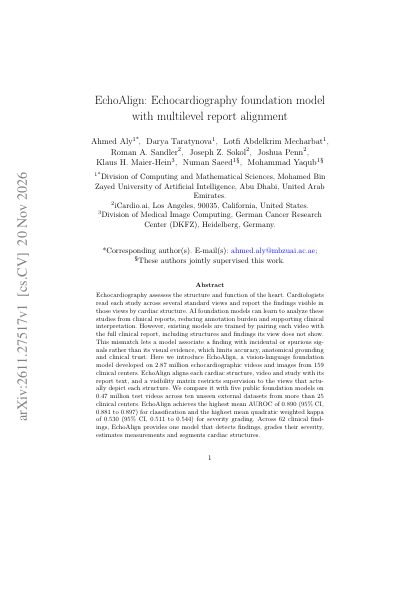 arXiv:2611.27517v1 [cs.CV] 20 Nov 2026
EchoAlign: Echocardiography foundation model
with multilevel report alignment
Ahmed Aly1*, Darya Taratynova1, Lotfi Abdelkrim Mecharbat1,
Roman A. Sandler2, Joseph Z. Sokol2, Joshua Penn2,
Klaus H. Maier-Hein3, Numan Saeed1§, Mohammad Yaqub1§
1*Division of Computing and Mathematical Sciences, Mohamed Bin
Zayed University of Artificial Intelligence, Abu Dhabi, United Arab
Emirates.
2iCardio.ai, Los Angeles, 90035, California, United States.
3Division of Medical Image Computing, German Cancer Research
Center (DKFZ), Heidelberg, Germany.
*Corresponding author(s). E-mail(s): ahmed.aly@mbzuai.ac.ae;
§These authors jointly supervised this work.
Abstract
Echocardiography assesses the structure and function of the heart. Cardiologists
read each study across several standard views and report the findings visible in
those views by cardiac structure. AI foundation models can learn to analyze these
studies from clinical reports, reducing annotation burden and supporting clinical
interpretation. However, existing models are trained by pairing each video with
the full clinical report, including structures and findings its view does not show.
This mismatch lets a model associate a finding with incidental or spurious sig-
nals rather than its visual evidence, which limits accuracy, anatomical grounding
and clinical trust. Here we introduce EchoAlign, a vision-language foundation
model developed on 2.87 million echocardiographic videos and images from 159
clinical centers. EchoAlign aligns each cardiac structure, video and study with its
report text, and a visibility matrix restricts supervision to the views that actu-
ally depict each structure. We compare it with five public foundation models on
0.47 million test videos across ten unseen external datasets from more than 25
clinical centers. EchoAlign achieves the highest mean AUROC of 0.890 (95% CI,
0.881 to 0.897) for classification and the highest mean quadratic weighted kappa
of 0.530 (95% CI, 0.511 to 0.544) for severity grading. Across 62 clinical find-
ings, EchoAlign provides one model that detects findings, grades their severity,
estimates measurements and segments cardiac structures.
1